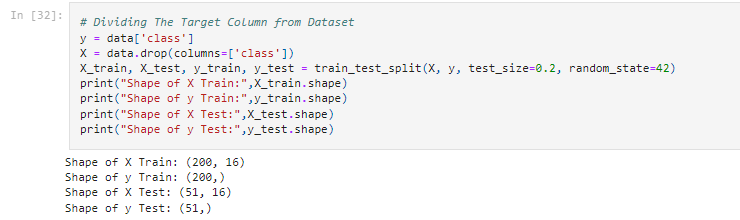 In [32]:
# Dividing The Target Column from Dataset
y = data['class']
X = data.drop(columns=['class'])
X_train, X_test, y_train, y_test = train_test_split(X, y, test_size=0.2, random_state=42)
print("Shape of X Train:",X_train.shape)
print("Shape of y Train:",y_train.shape)
print("Shape of X Test:",X_test.shape)
print("Shape of y Test:",y_test.shape)
Shape of X Train: (200, 16)
Shape of y Train: (200,)
Shape of X Test: (51, 16)
Shape of y Test: (51,)